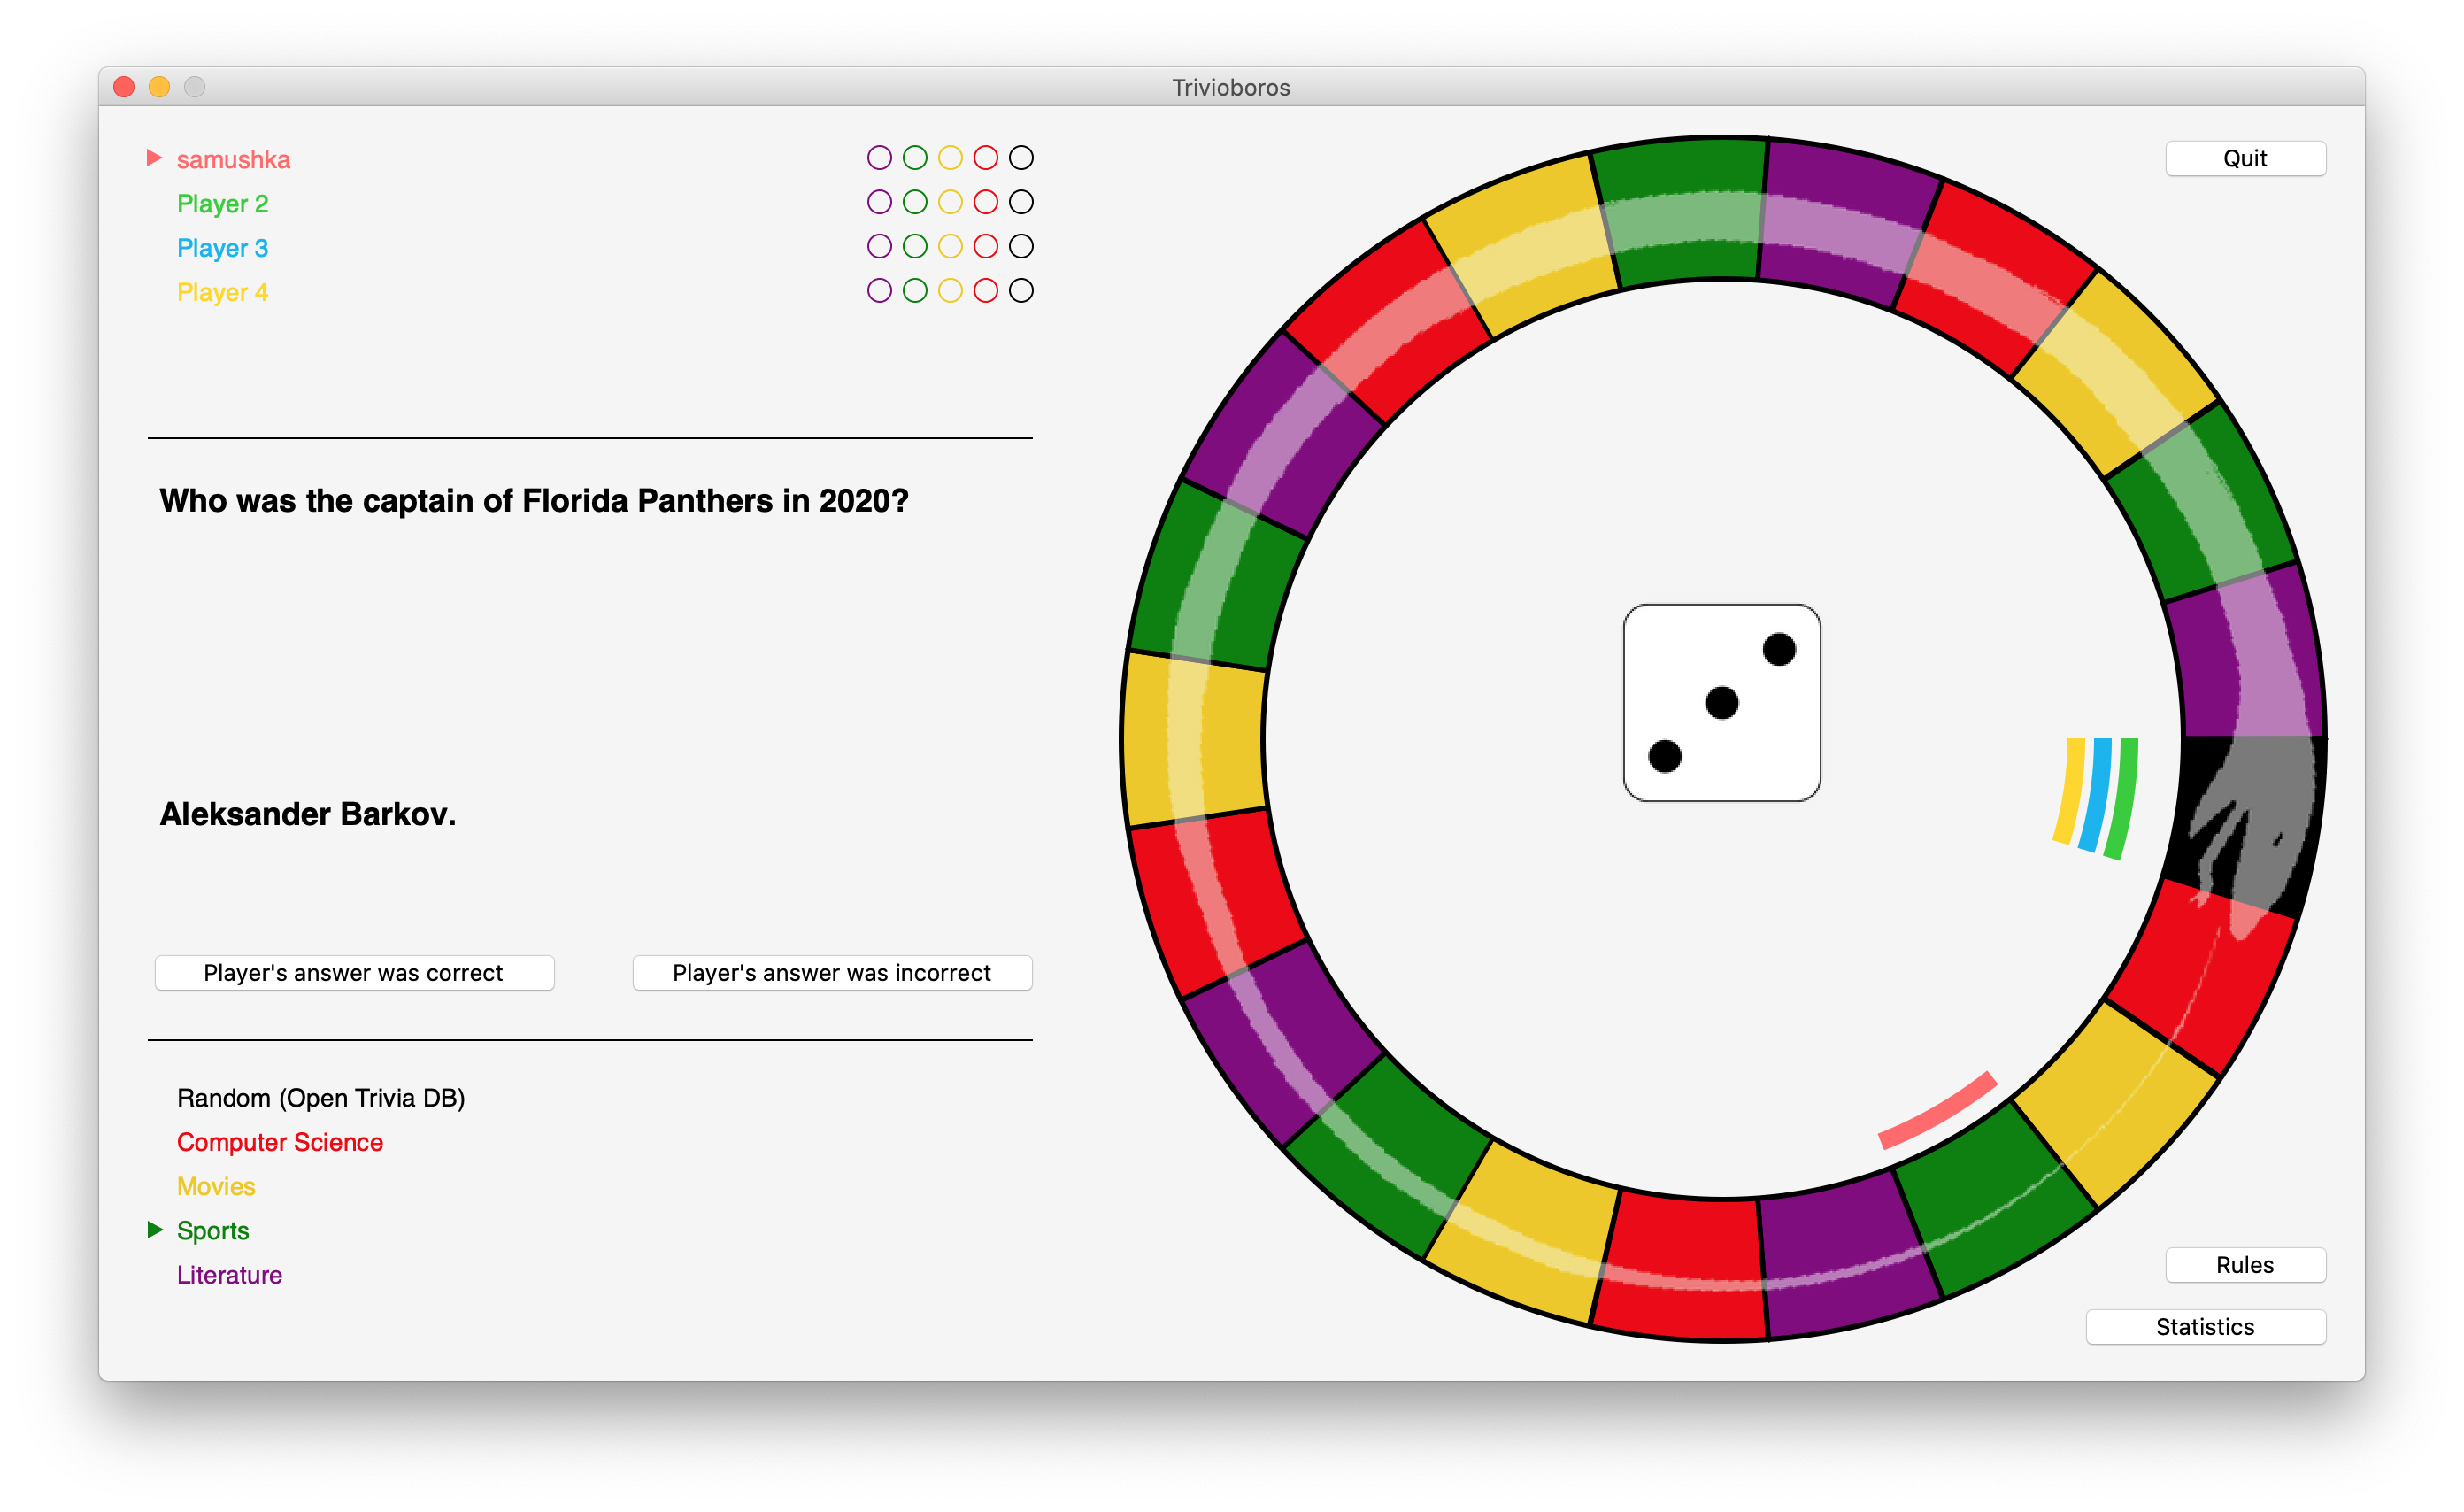 Trivioboros
samushka
Player 2
Player 3
Player 4
Quit
Who was the captain of Florida Panthers in 2020?
Aleksander Barkov.
Player's answer was correct
Player's answer was incorrect
Random (Open Trivia DB)
Computer Science
Movies
Sports
Literature
Rules
Statistics